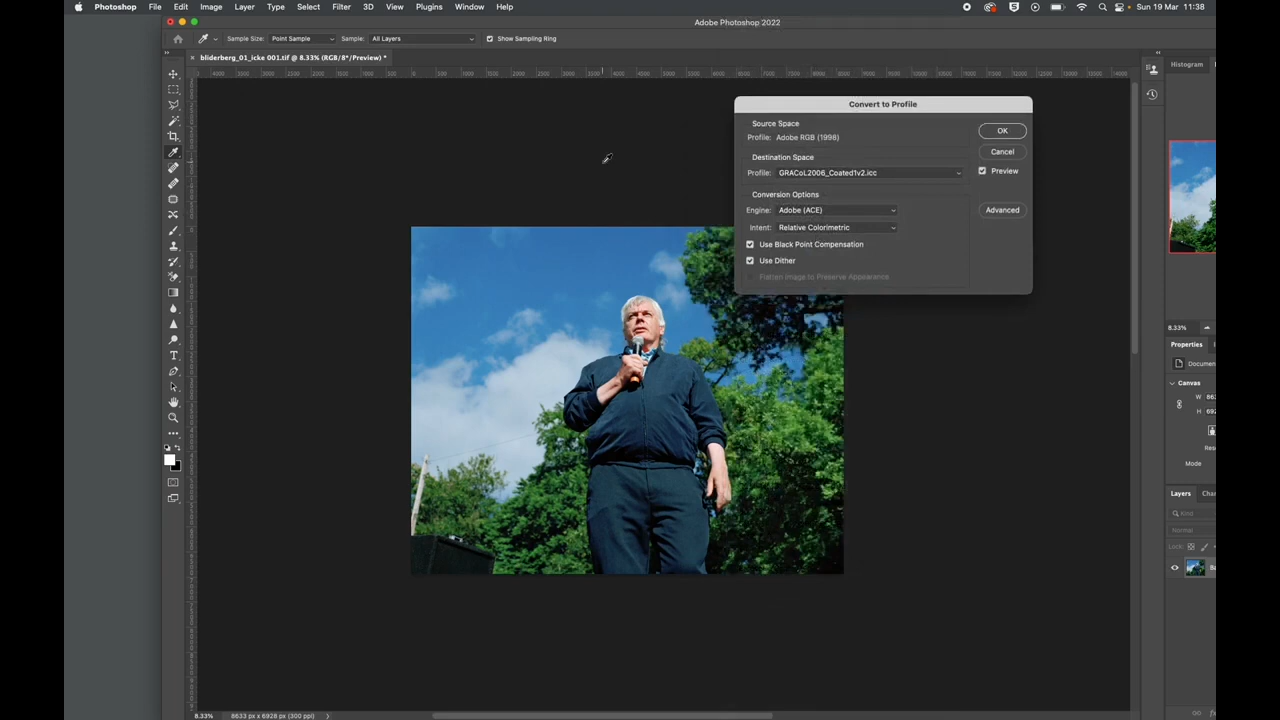 Photoshop File Edit Image Layer Type Select Filter 3D View Plugins Window Help Sun 19 Mar 11:38
Adobe Photoshop 2022
Sample Size: Point Sample Sample: All Layers Show Sampling Ring
bliderberg_01_icke 001.tif @ 8.33% (RGB/8*/Preview) *
Histogram
Convert to Profile
Source Space
Profile: Adobe RGB (1998)
OK
Destination Space
Cancel
Profile: GRACoL2006_Coated1v2.icc
Preview
Conversion Options
Engine: Adobe (ACE)
Advanced
Intent: Relative Colorimetric
Use Black Point Compensation
Use Dither
Flatten Image to Preserve Appearance
8.33%
Properties
Canvas
W
H
Mode
Layers
Kind
Normal
Lock:
8.33% 8633 px x 6928 px (300 ppi)